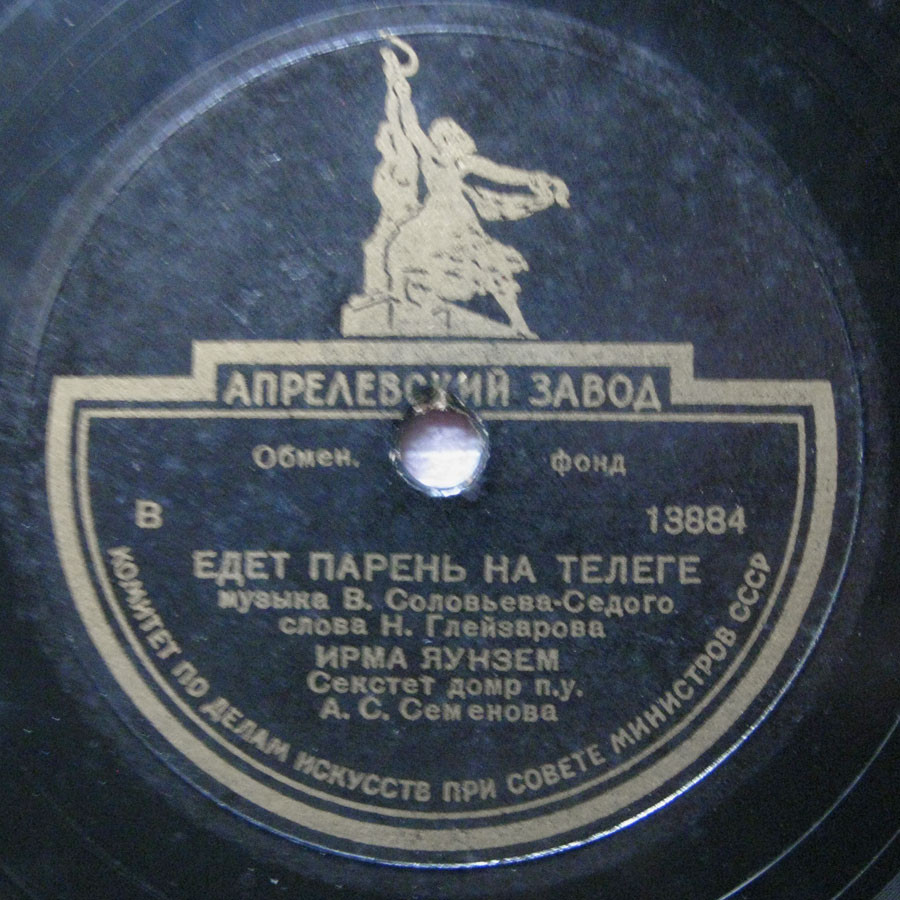 АПРЕЛЕВСКИЙ ЗАВОД
Обмен. фонд
В 13884
ЕДЕТ ПАРЕНЬ НА ТЕЛЕГЕ
музыка В. Соловьева-Седого
слова Н. Глейзарова
ИРМА ЯУНЗЕМ
Секстет домр п.у.
А. С. Семенова
КОМИТЕТ ПО ДЕЛАМ ИСКУССТВ ПРИ СОВЕТЕ МИНИСТРОВ СССР